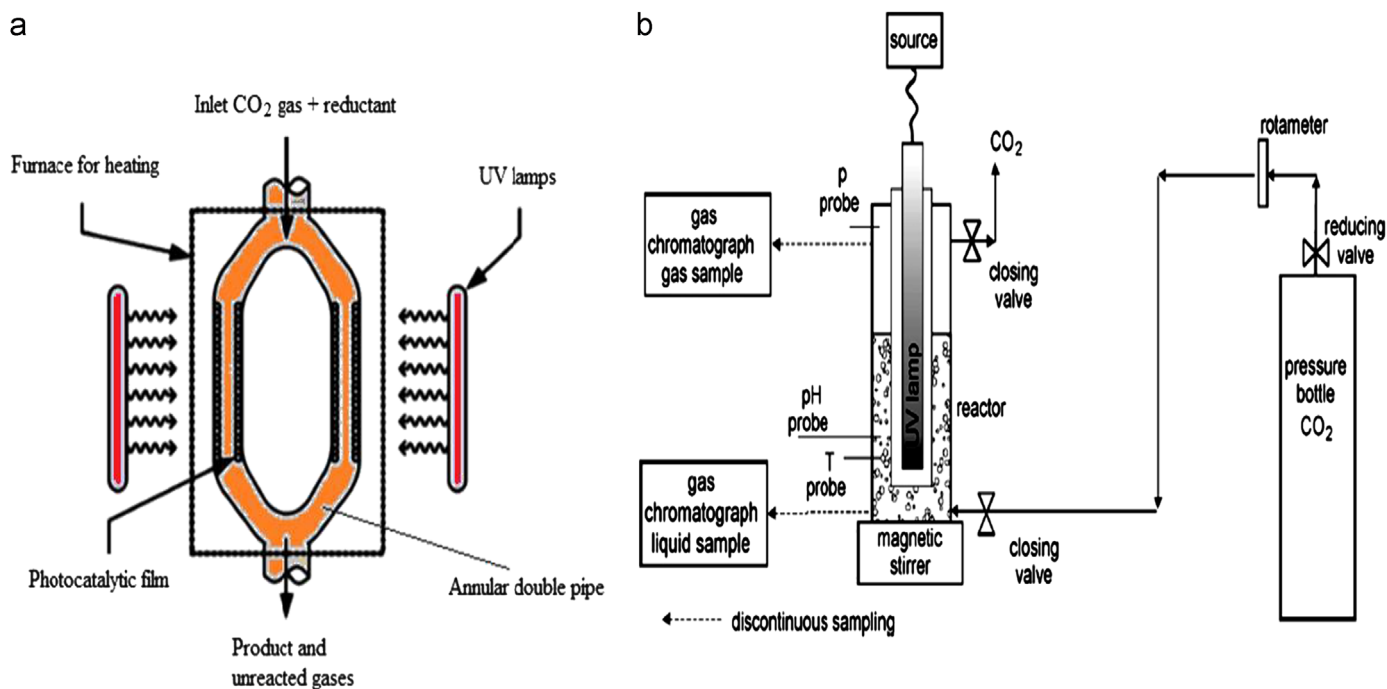 a
Inlet CO2 gas + reductant
Furnace for heating
UV lamps
Photocatalytic film
Annular double pipe
Product and
unreacted gases
b
source
CO2
rotameter
p
probe
gas
chromatograph
gas sample
closing
valve
reducing
valve
UV lamp
pH
probe
reactor
pressure
bottle
CO2
T
probe
gas
chromatograph
liquid sample
magnetic
stirrer
closing
valve
discontinuous sampling